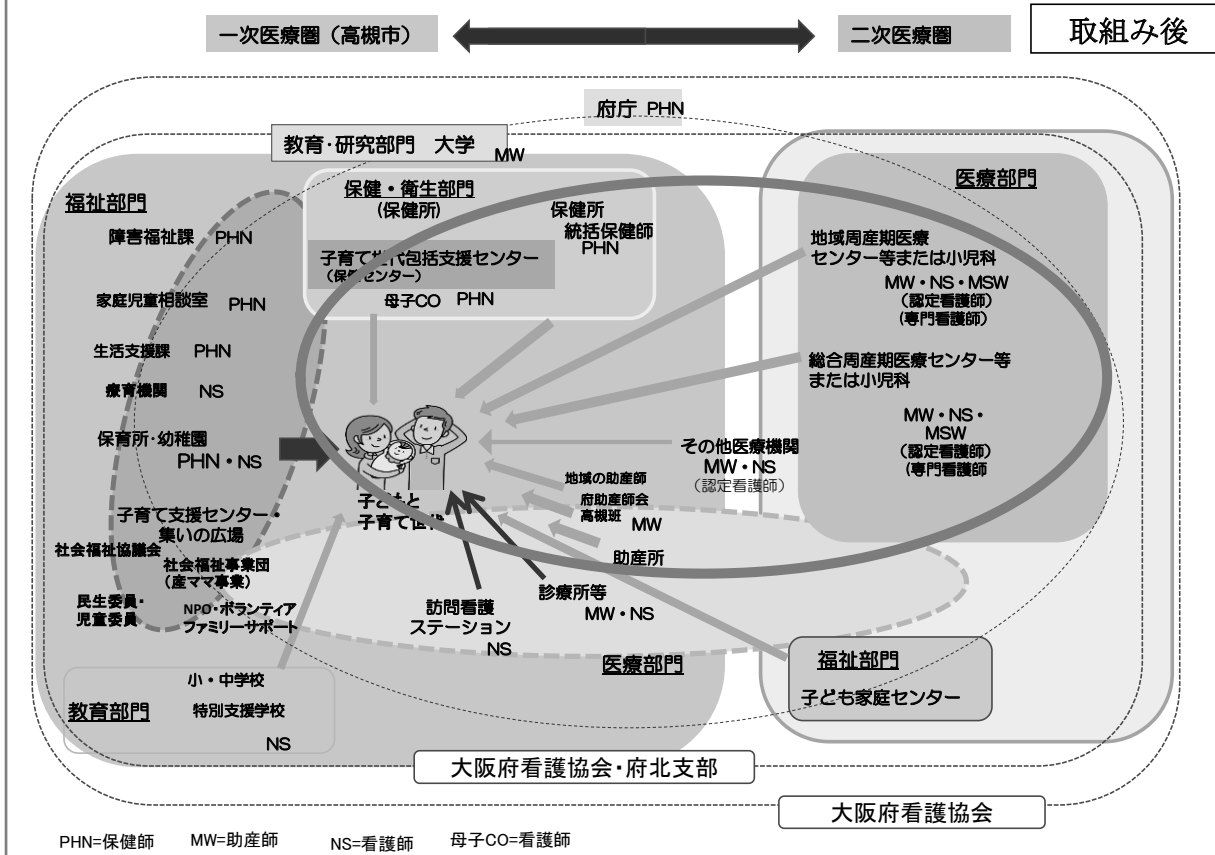 一次医療圏（高槻市）
二次医療圏
取組み後
府庁 PHN
教育・研究部門　大学
MW
福祉部門
障害福祉課　PHN
家庭児童相談室　PHN
生活支援課　PHN
療育機関　NS
保育所・幼稚園
PHN・NS
子育て支援センター・
集いの広場
社会福祉協議会
社会福祉事業団
（産ママ事業）
民生委員・
児童委員
NPO・ボランティア
ファミリーサポート
保健・衛生部門
(保健所)
保健所
統括保健師
PHN
子育て世代包括支援センター
（保健センター）
母子CO　PHN
医療部門
地域周産期医療
センター等または小児科
MW・NS・MSW
（認定看護師）
(専門看護師)
総合周産期医療センター等
または小児科
MW・NS・
MSW
（認定看護師）
(専門看護師
その他医療機関
MW・NS
（認定看護師）
子どもと
子育て世代
地域の助産師
府助産師会
高槻班
MW
助産所
診療所等
MW・NS
訪問看護
ステーション
NS
医療部門
福祉部門
子ども家庭センター
小・中学校
教育部門
特別支援学校
NS
大阪府看護協会・府北支部
大阪府看護協会
PHN=保健師　MW=助産師　NS=看護師　母子CO=看護師